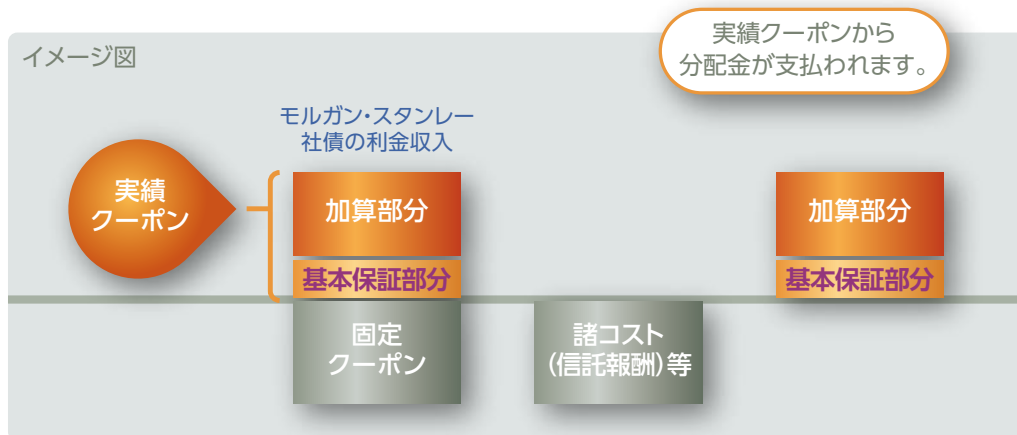 イメージ図
実績クーポンから
分配金が支払われます。
モルガン・スタンレー
社債の利金収入
実績
クーポン
加算部分
基本保証部分
固定
クーポン
諸コスト
(信託報酬)等
加算部分
基本保証部分